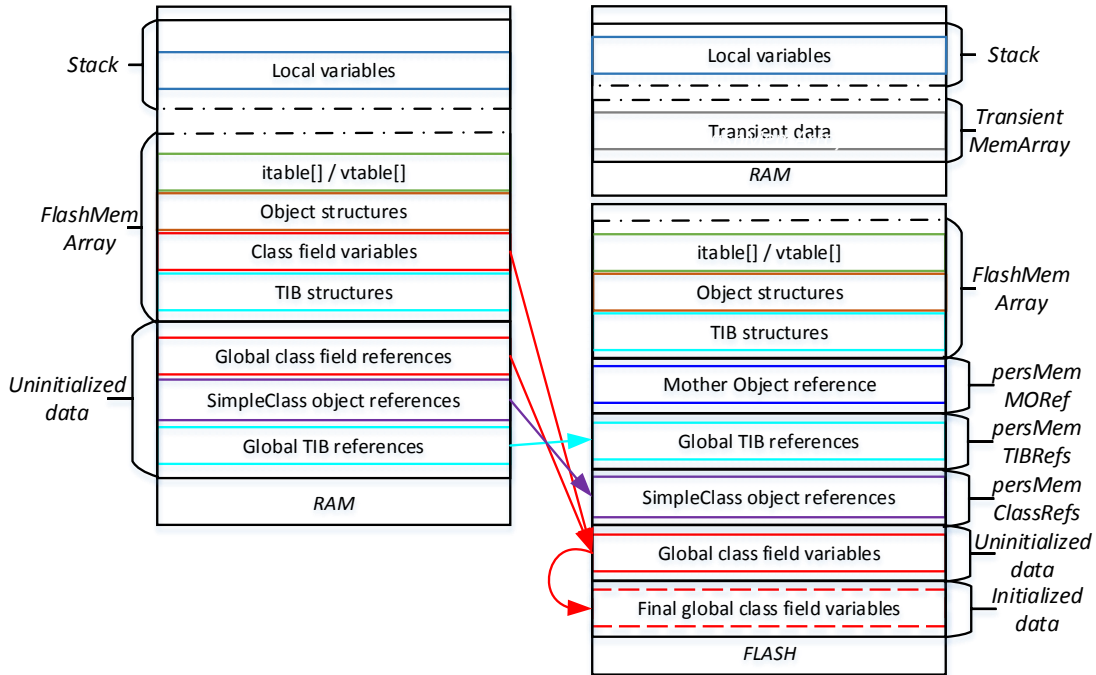 Stack
Local variables
FlashMem
Array
itable[] / vtable[]
Object structures
Class field variables
TIB structures
Uninitialized
data
Global class field references
SimpleClass object references
Global TIB references
RAM
Local variables
Stack
Transient data
Transient
MemArray
RAM
itable[] / vtable[]
Object structures
TIB structures
FlashMem
Array
Mother Object reference
persMem
MORef
Global TIB references
persMem
TIBRefs
SimpleClass object references
persMem
ClassRefs
Global class field variables
Uninitialized
data
Final global class field variables
Initialized
data
FLASH